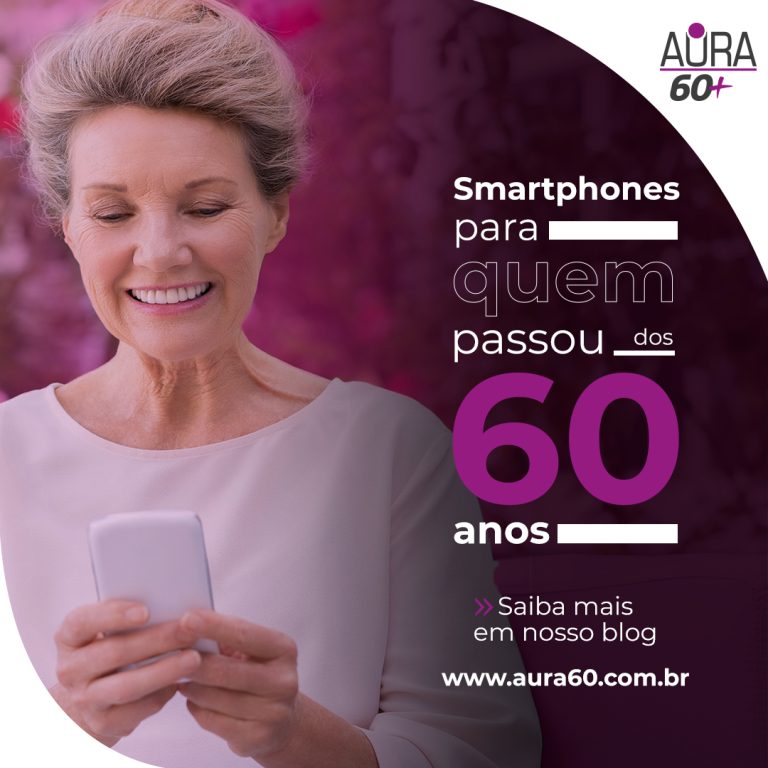 AURA
60+
Smartphones
para
quem
passou dos
60
anos
» Saiba mais
em nosso blog
www.aura60.com.br